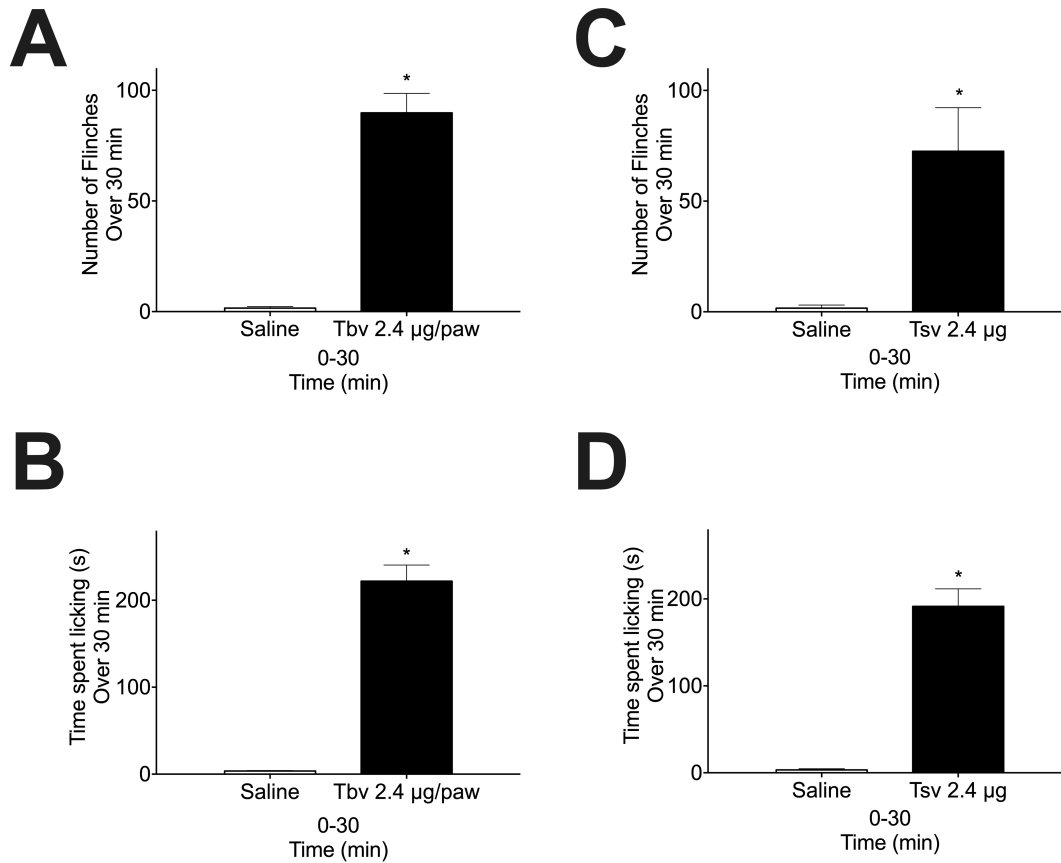 A
Number of Flinches
Over 30 min
100
50
0
*
Saline
Tbv 2.4 µg/paw
0-30
Time (min)
C
Number of Flinches
Over 30 min
100
50
0
*
Saline
Tsv 2.4 µg
0-30
Time (min)
B
Time spent licking (s)
Over 30 min
200
100
0
*
Saline
Tbv 2.4 µg/paw
0-30
Time (min)
D
Time spent licking (s)
Over 30 min
200
100
0
*
Saline
Tsv 2.4 µg
0-30
Time (min)